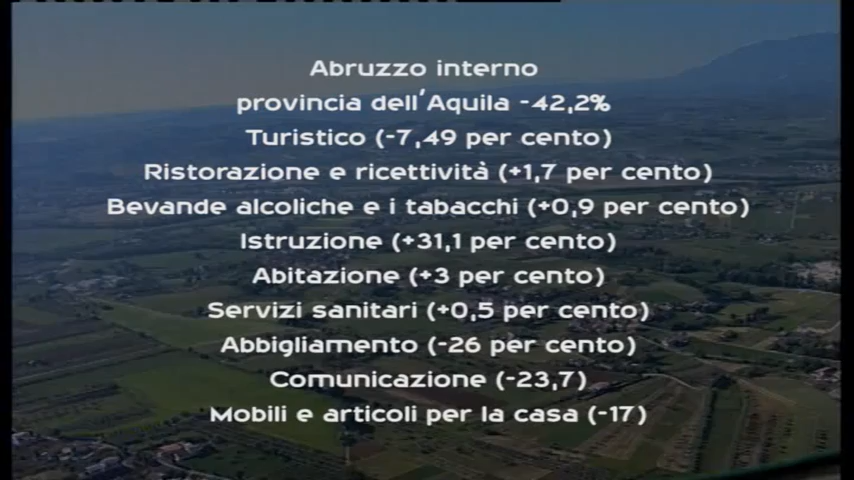 Abruzzo interno
provincia dell'Aquila -42,2%
Turistico (-7,49 per cento)
Ristorazione e ricettività (+1,7 per cento)
Bevande alcoliche e i tabacchi (+0,9 per cento)
Istruzione (+31,1 per cento)
Abitazione (+3 per cento)
Servizi sanitari (+0,5 per cento)
Abbigliamento (-26 per cento)
Comunicazione (-23,7)
Mobili e articoli per la casa (-17)